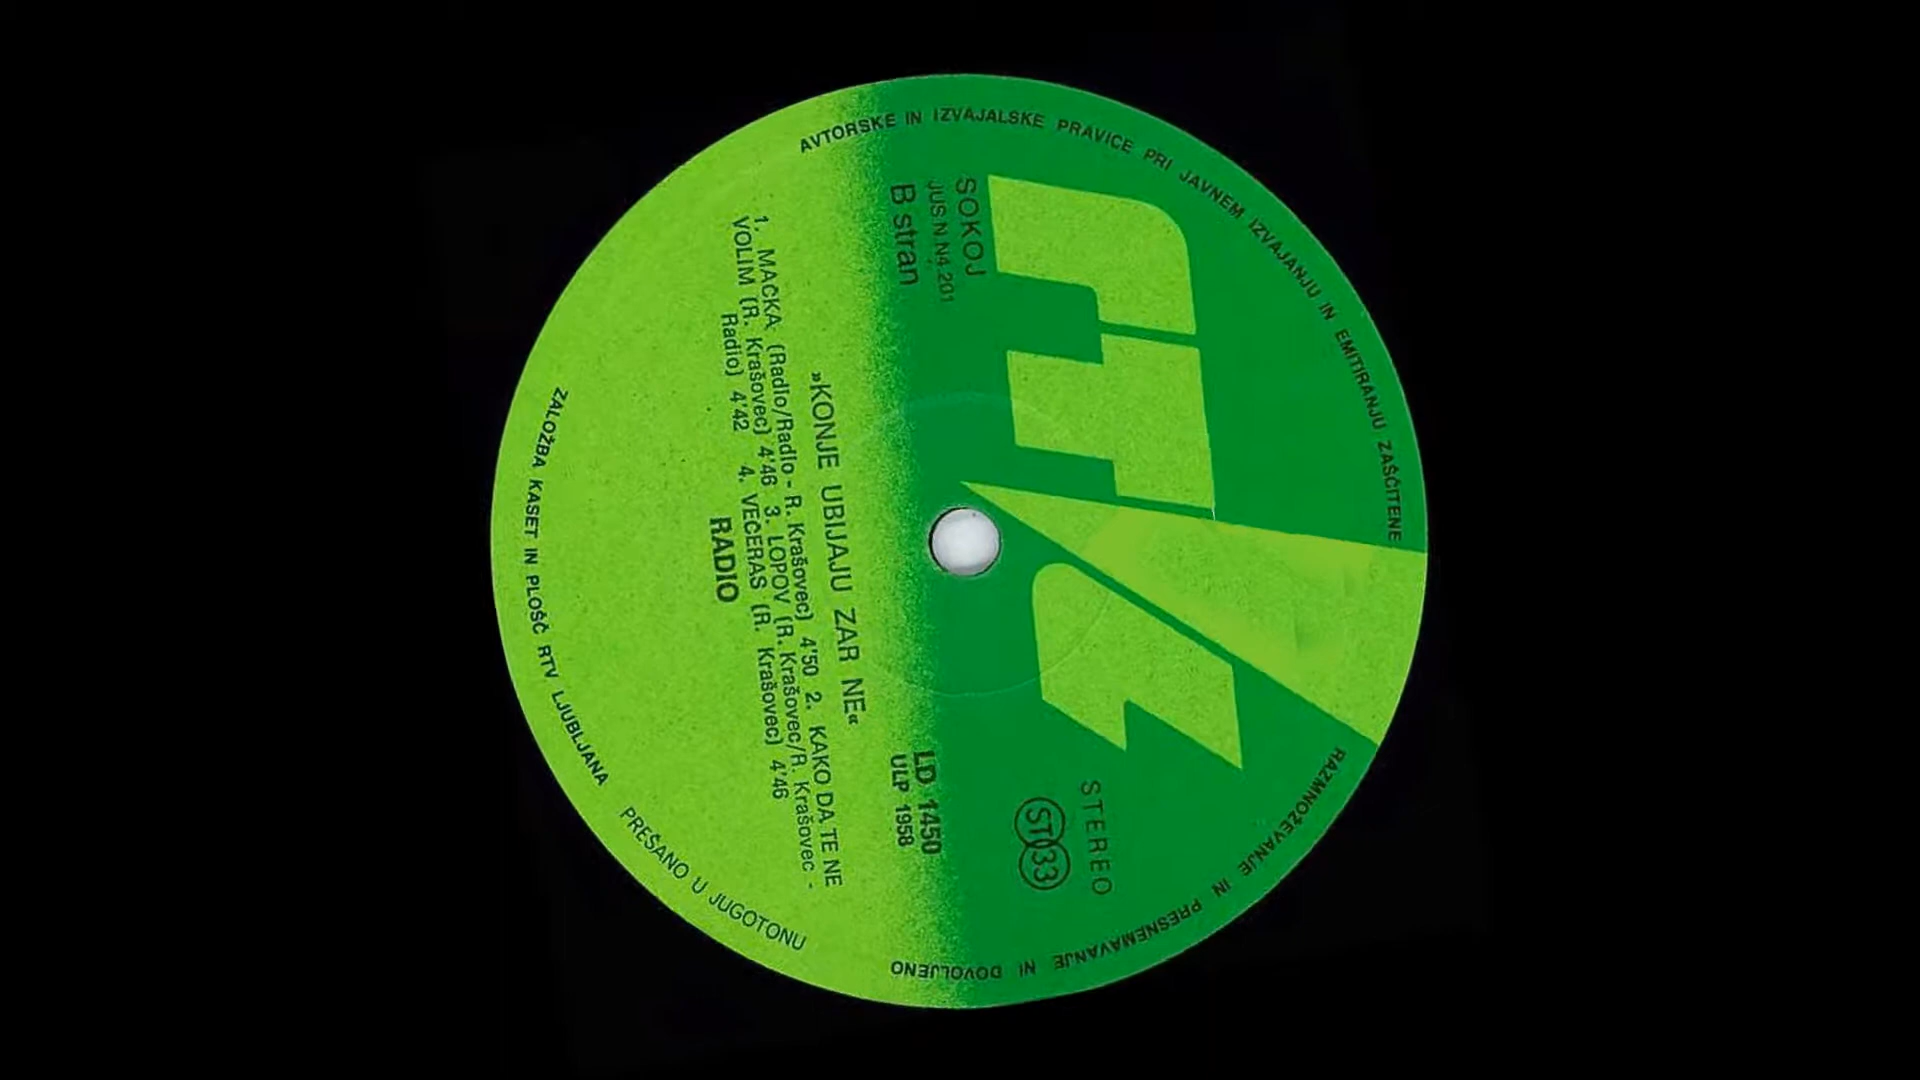 AVTORSKE IN IZVAJALSKE PRAVICE PRI JAVNEM IZVAJANJU IN EMITIRANJU ZAŠČITENE
RAZMNOŽEVANJE IN PRESNEMAVANJE NI DOVOLJENO
STEREO
ST 33
SOKOJ
JUS N N4 201
B stran
LD 1450
ULP 1958
»KONJE UBIJAJU ZAR NE«
1. MAČKA (Radio/Radio - R. Krašovec) 4'50 2. KAKO DA TE NE
VOLIM (R. Krašovec) 4'46 3. LOPOV (R. Krašovec/R. Krašovec -
Radio) 4'42 4. VEČERAS (R. Krašovec) 4'46
RADIO
ZALOŽBA KASET IN PLOŠČ RTV LJUBLJANA
PREŠANO U JUGOTONU